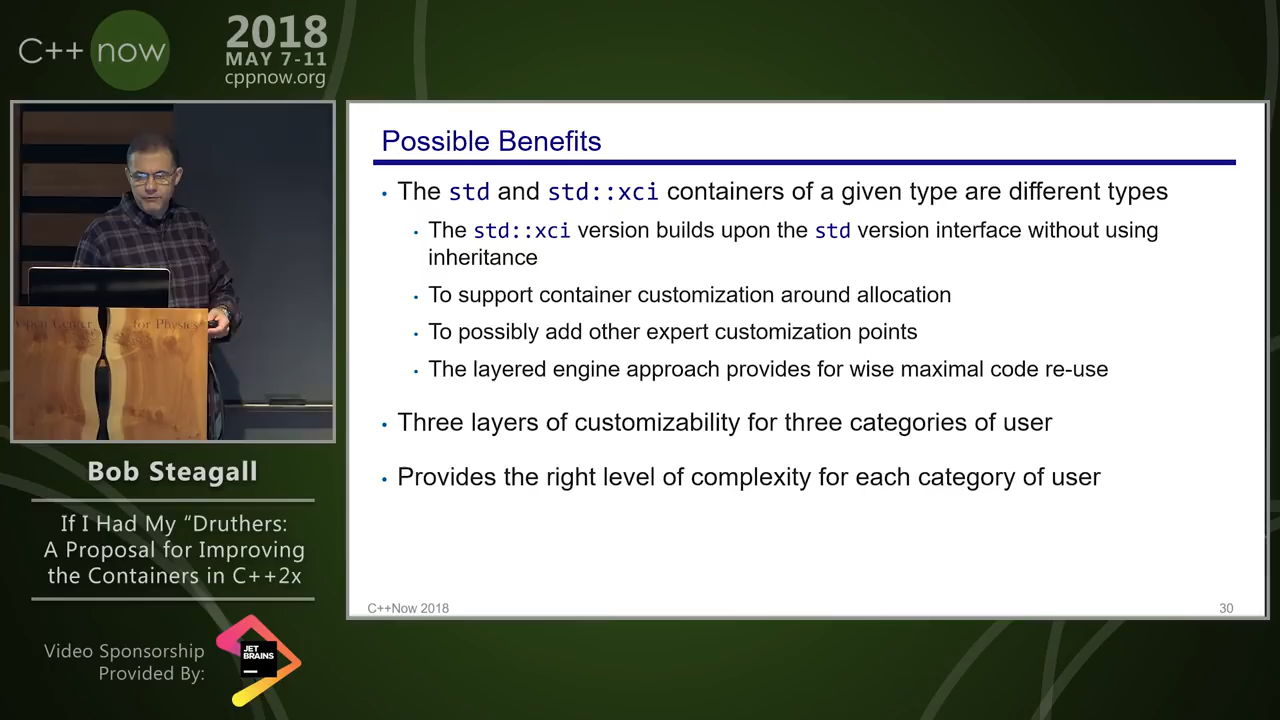 C++ now
2018
MAY 7-11
cppnow.org
Possible Benefits
• The std and std::xci containers of a given type are different types
• The std::xci version builds upon the std version interface without using
inheritance
• To support container customization around allocation
• To possibly add other expert customization points
• The layered engine approach provides for wise maximal code re-use
• Three layers of customizability for three categories of user
• Provides the right level of complexity for each category of user
C++Now 2018
30
Center for Physics
Bob Steagall
If I Had My “Druthers:
A Proposal for Improving
the Containers in C++2x
Video Sponsorship
Provided By:
JET
BRAINS